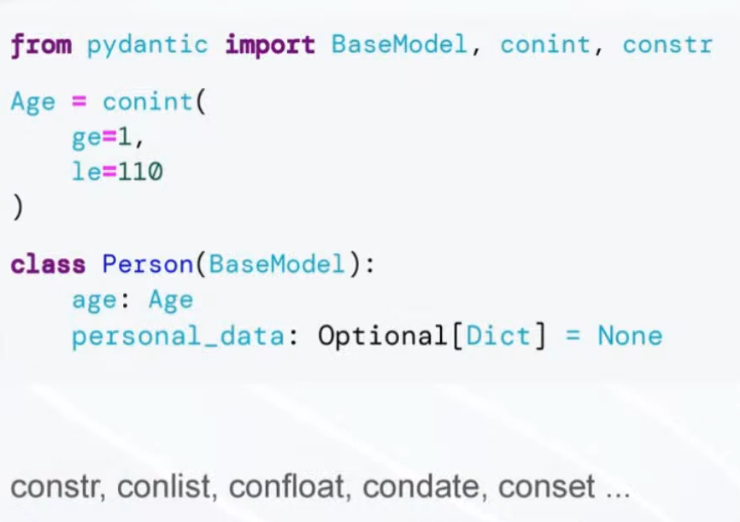 from pydantic import BaseModel, conint, constr
Age = conint(
    ge=1,
    le=110
)
class Person(BaseModel):
    age: Age
    personal_data: Optional[Dict] = None
constr, conlist, confloat, condate, conset ...